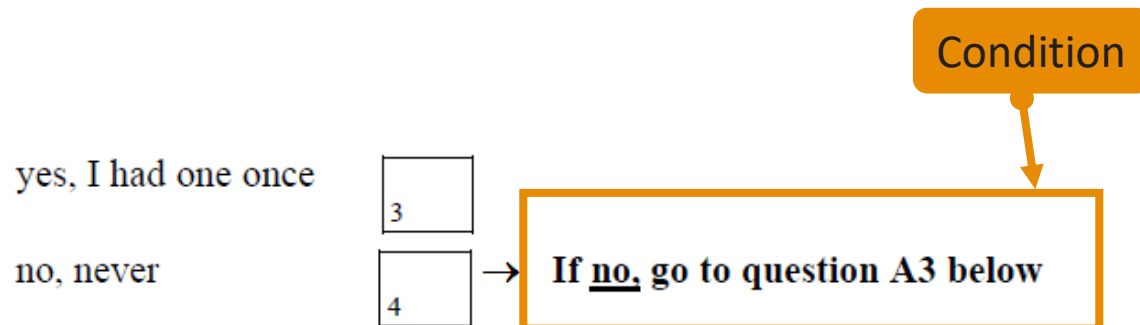 Condition
yes, I had one once
3
no, never
4
→ If no, go to question A3 below